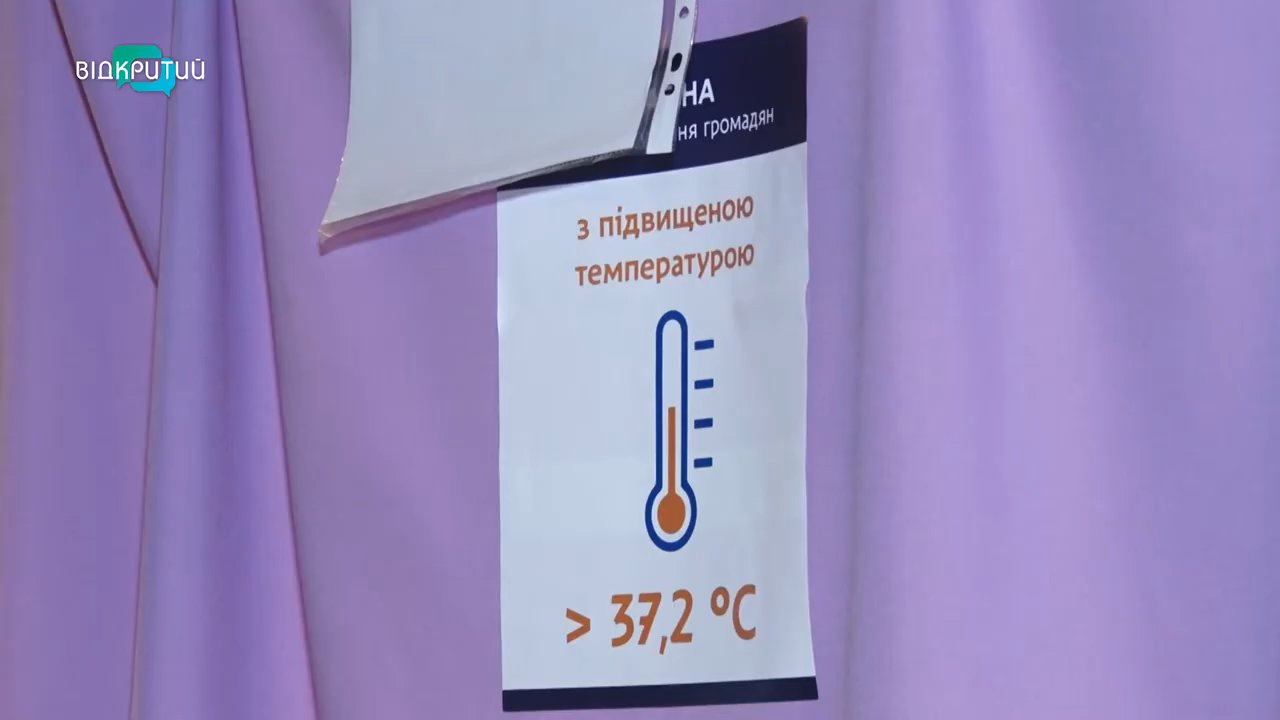 ВІДКРИТИЙ
НА
ня громадян
з підвищеною
температурою
> 37,2 °C